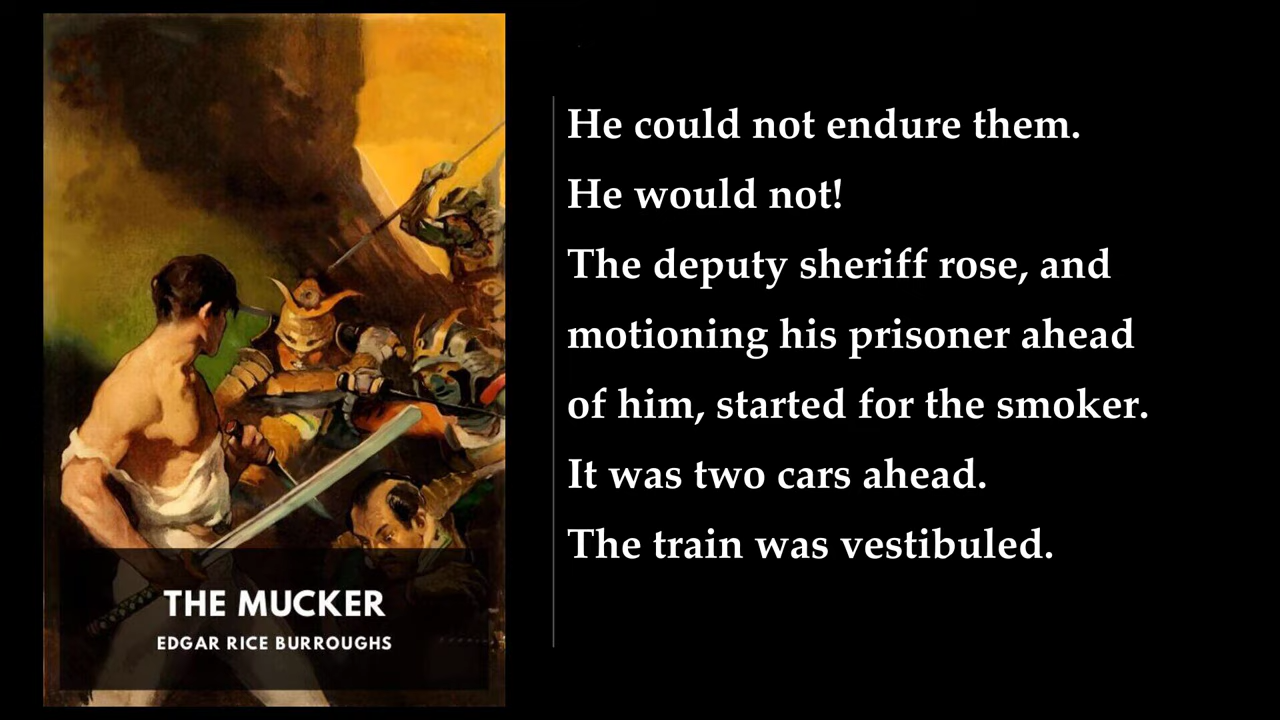 THE MUCKER
EDGAR RICE BURROUGHS
He could not endure them.
He would not!
The deputy sheriff rose, and
motioning his prisoner ahead
of him, started for the smoker.
It was two cars ahead.
The train was vestibuled.